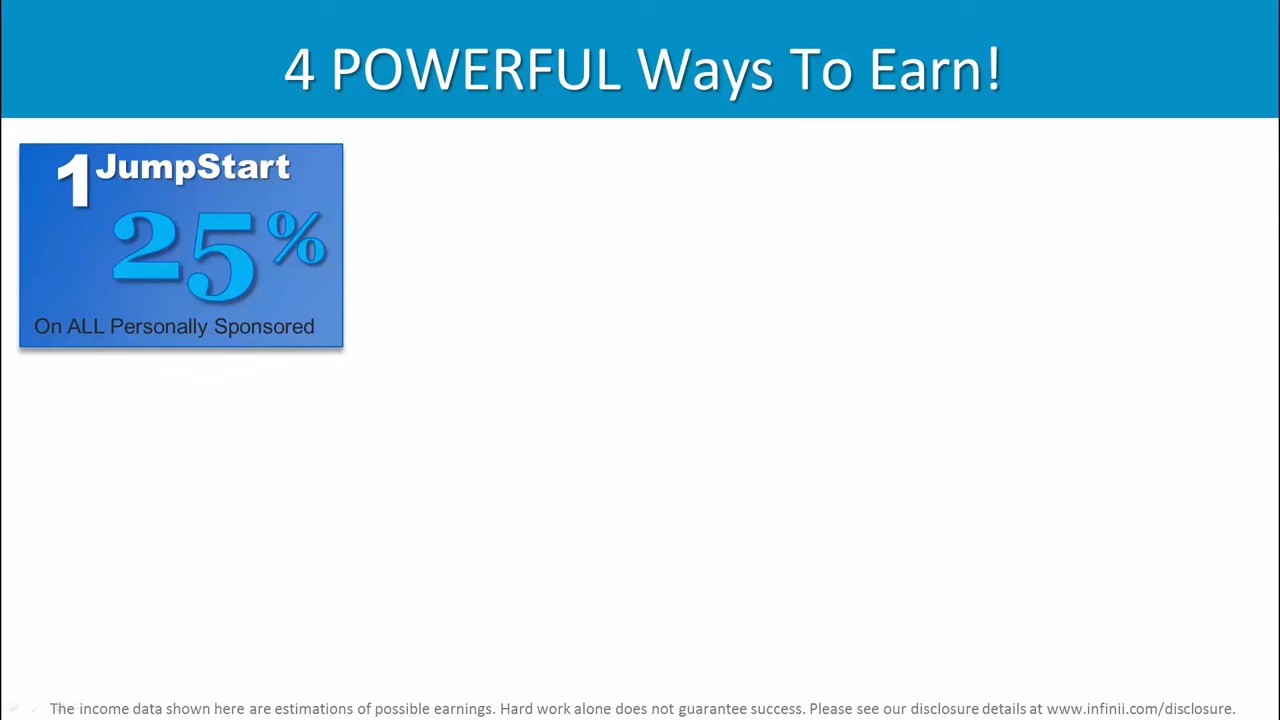 4 POWERFUL Ways To Earn!
1 JumpStart
25%
On ALL Personally Sponsored
The income data shown here are estimations of possible earnings. Hard work alone does not guarantee success. Please see our disclosure details at www.infinii.com/disclosure.